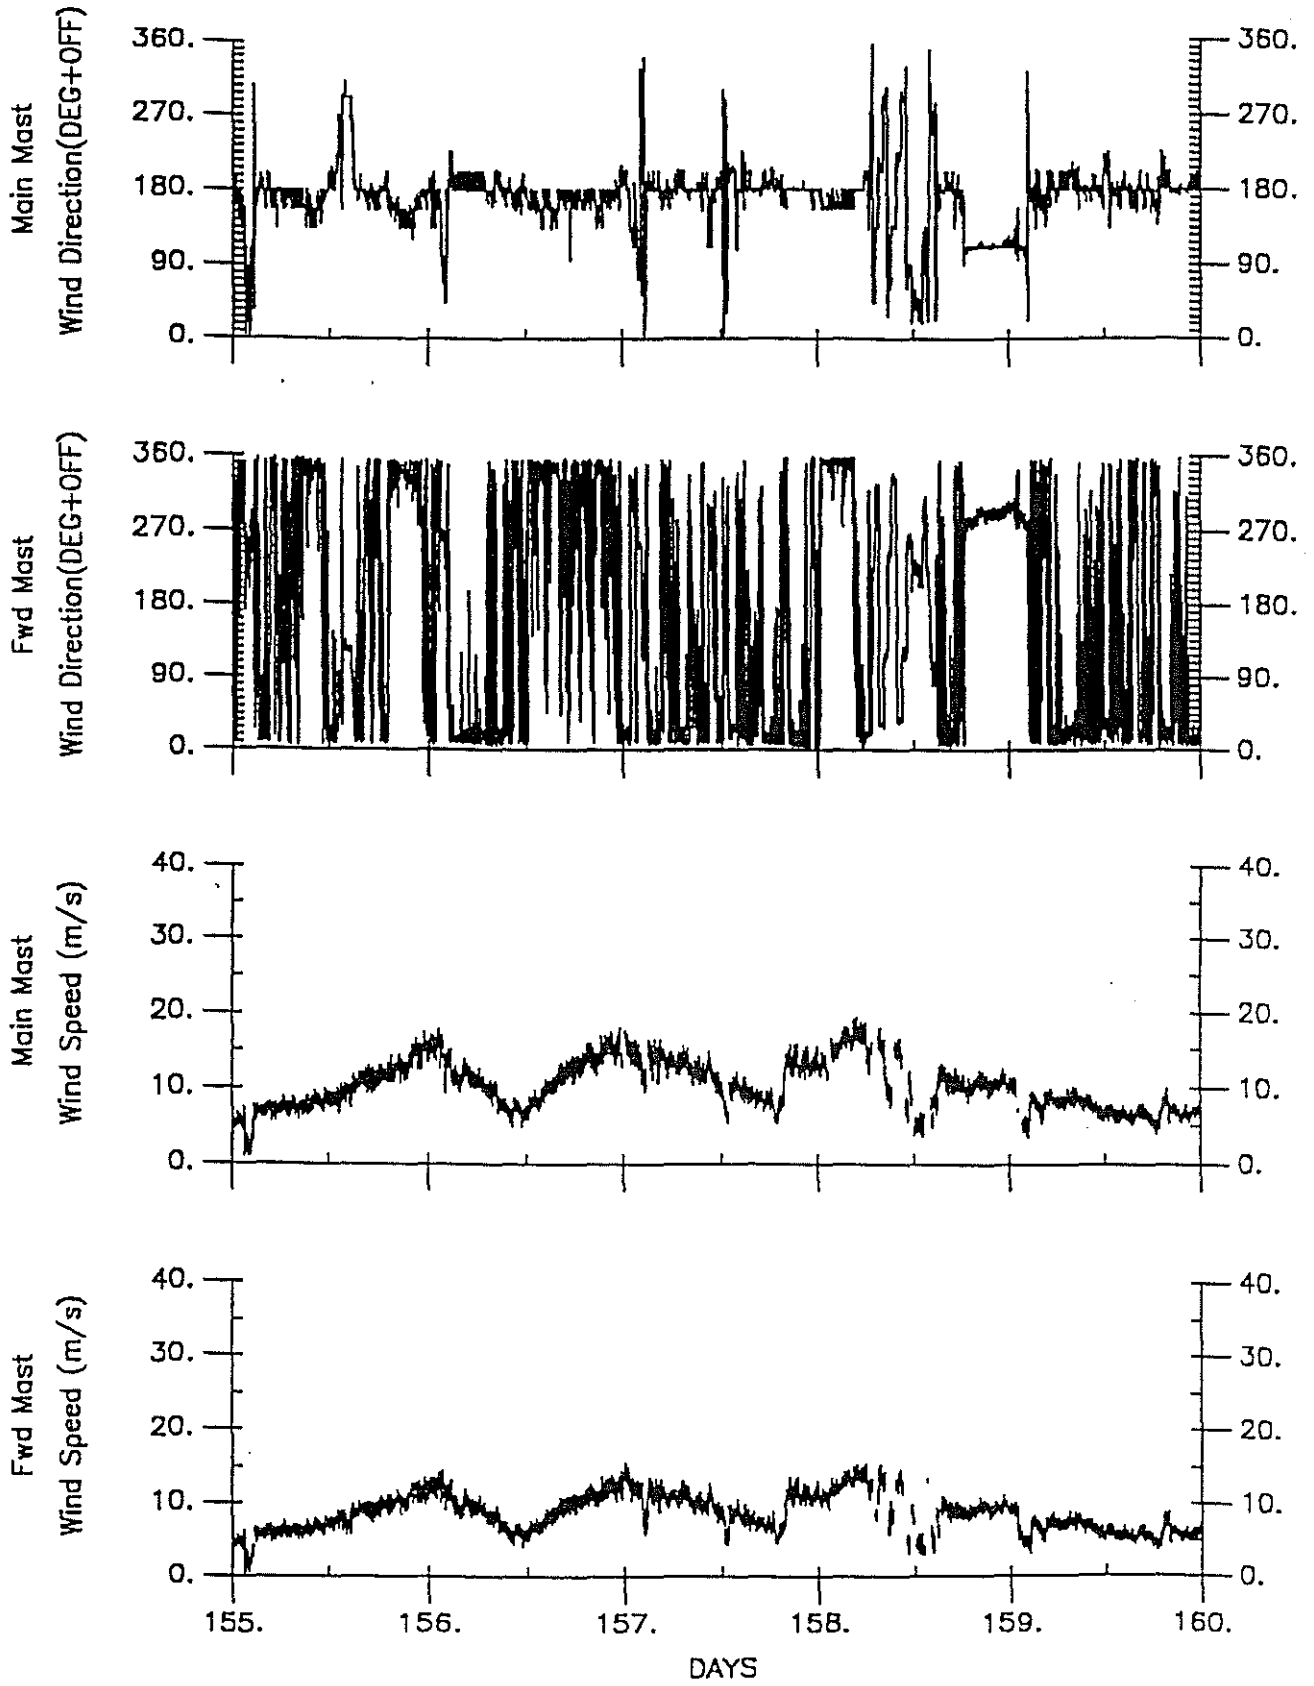 Main Mast
Wind Direction(DEG+OFF)
360. 360.
270. 270.
180. 180.
90. 90.
0. 0.
Fwd Mast
Wind Direction(DEG+OFF)
360. 360.
270. 270.
180. 180.
90. 90.
0. 0.
Main Mast
Wind Speed (m/s)
40. 40.
30. 30.
20. 20.
10. 10.
0. 0.
Fwd Mast
Wind Speed (m/s)
40. 40.
30. 30.
20. 20.
10. 10.
0. 0.
155. 156. 157. 158. 159. 160.
DAYS